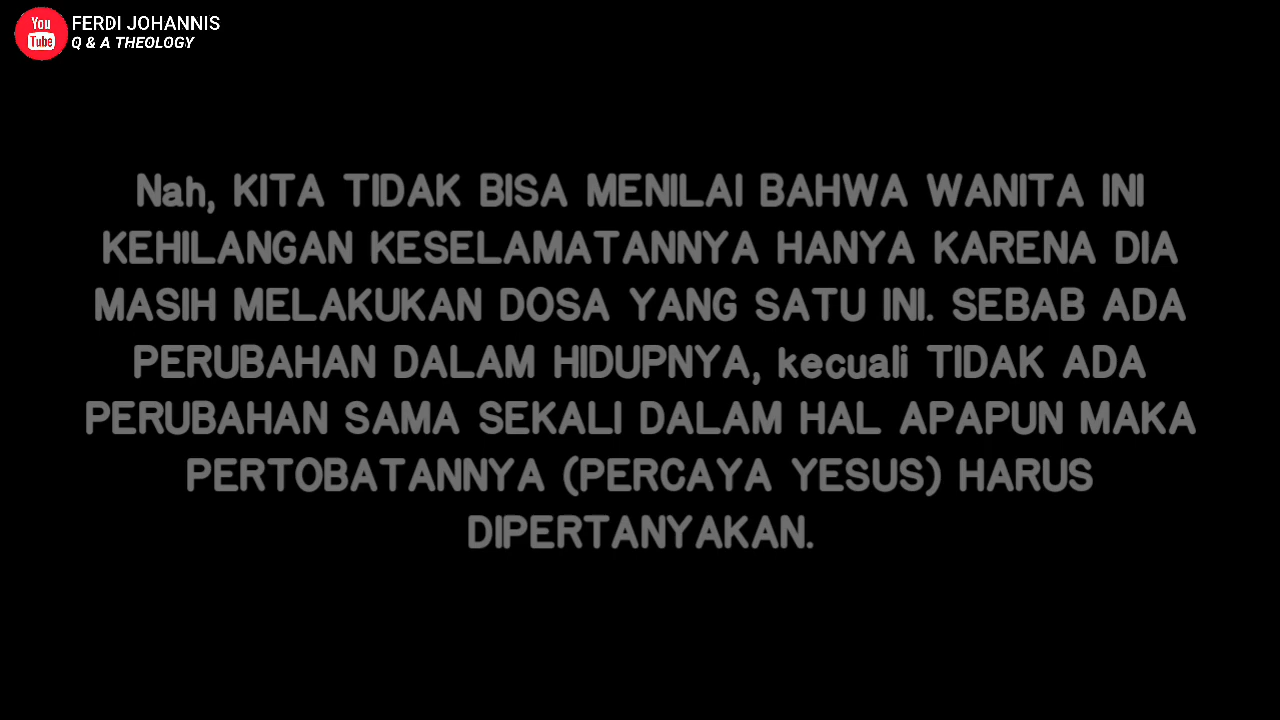 You
Tube
FERDI JOHANNIS
Q & A THEOLOGY
Nah, KITA TIDAK BISA MENILAI BAHWA WANITA INI
KEHILANGAN KESELAMATANNYA HANYA KARENA DIA
MASIH MELAKUKAN DOSA YANG SATU INI. SEBAB ADA
PERUBAHAN DALAM HIDUPNYA, kecuali TIDAK ADA
PERUBAHAN SAMA SEKALI DALAM HAL APAPUN MAKA
PERTOBATANNYA (PERCAYA YESUS) HARUS
DIPERTANYAKAN.